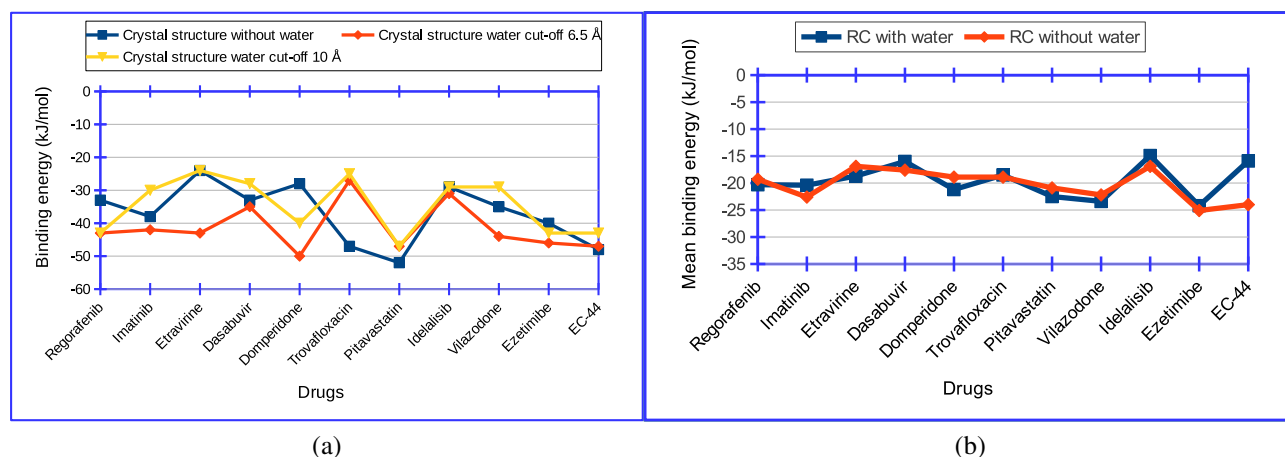 Crystal structure without water
Crystal structure water cut-off 6.5 Å
Crystal structure water cut-off 10 Å
Binding energy (kJ/mol)
0
-10
-20
-30
-40
-50
-60
Regorafenib
Imatinib
Etravirine
Dasabuvir
Domperidone
Trovafloxacin
Pitavastatin
Idelalisib
Vilazodone
Ezetimibe
EC-44
Drugs
(a)
RC with water
RC without water
Mean binding energy (kJ/mol)
0
-5
-10
-15
-20
-25
-30
-35
Regorafenib
Imatinib
Etravirine
Dasabuvir
Domperidone
Trovafloxacin
Pitavastatin
Vilazodone
Idelalisib
Ezetimibe
EC-44
Drugs
(b)